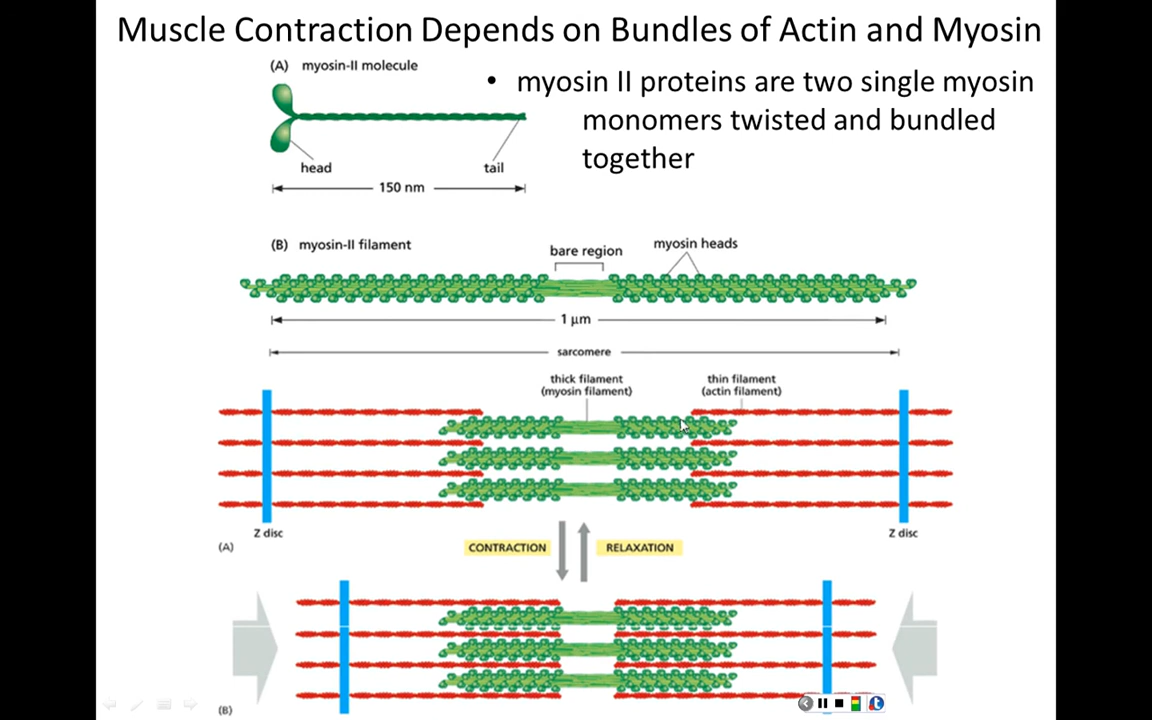 Muscle Contraction Depends on Bundles of Actin and Myosin
(A) myosin-II molecule
• myosin II proteins are two single myosin
monomers twisted and bundled
together
head
tail
150 nm
(B) myosin-II filament
bare region
myosin heads
1 µm
sarcomere
thick filament
(myosin filament)
thin filament
(actin filament)
Z disc
Z disc
(A)
CONTRACTION
RELAXATION
(B)